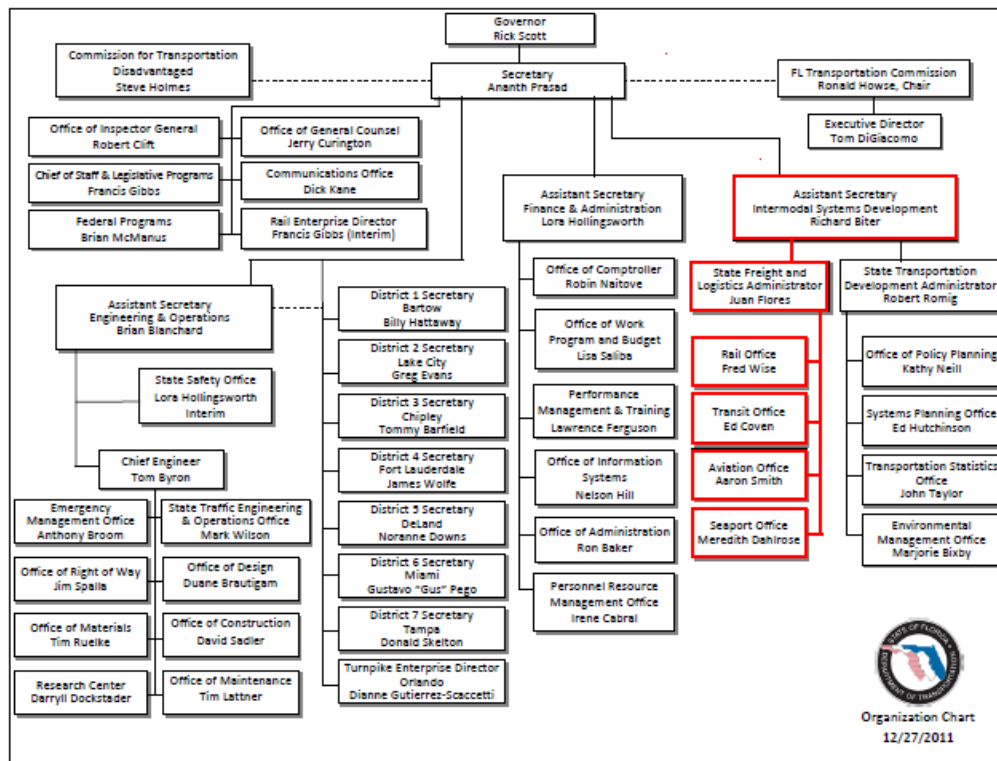 Governor
Rick Scott
Commission for Transportation
Disadvantaged
Steve Holmes
Secretary
Ananth Prasad
FL Transportation Commission
Ronald Howse, Chair
Executive Director
Tom DiGiacomo
Office of Inspector General
Robert Clift
Office of General Counsel
Jerry Curington
Chief of Staff & Legislative Programs
Francis Gibbs
Communications Office
Dick Kane
Federal Programs
Brian McManus
Rail Enterprise Director
Francis Gibbs (Interim)
Assistant Secretary
Finance & Administration
Lora Hollingsworth
Assistant Secretary
Intermodal Systems Development
Richard Biter
Assistant Secretary
Engineering & Operations
Brian Blanchard
State Safety Office
Lora Hollingsworth
Interim
Chief Engineer
Tom Byron
Emergency
Management Office
Anthony Broom
State Traffic Engineering
& Operations Office
Mark Wilson
Office of Right of Way
Jim Spalla
Office of Design
Duane Brautigam
Office of Materials
Tim Ruelke
Office of Construction
David Sadler
Research Center
Darryll Dockstader
Office of Maintenance
Tim Lattner
District 1 Secretary
Bartow
Billy Hattaway
District 2 Secretary
Lake City
Greg Evans
District 3 Secretary
Chipley
Tommy Barfield
District 4 Secretary
Fort Lauderdale
James Wolfe
District 5 Secretary
DeLand
Noranne Downs
District 6 Secretary
Miami
Gustavo "Gus" Pego
District 7 Secretary
Tampa
Donald Skelton
Turnpike Enterprise Director
Orlando
Dianne Gutierrez-Scaccetti
Office of Comptroller
Robin Naitove
Office of Work
Program and Budget
Lisa Saliba
Performance
Management & Training
Lawrence Ferguson
Office of Information
Systems
Nelson Hill
Office of Administration
Ron Baker
Personnel Resource
Management Office
Irene Cabral
State Freight and
Logistics Administrator
Juan Flores
Rail Office
Fred Wise
Transit Office
Ed Coven
Aviation Office
Aaron Smith
Seaport Office
Meredith Dahlrose
State Transportation
Development Administrator
Robert Romig
Office of Policy Planning
Kathy Neill
Systems Planning Office
Ed Hutchinson
Transportation Statistics
Office
John Taylor
Environmental
Management Office
Marjorie Bixby
STATE OF FLORIDA
DEPARTMENT OF TRANSPORTATION
Organization Chart
12/27/2011